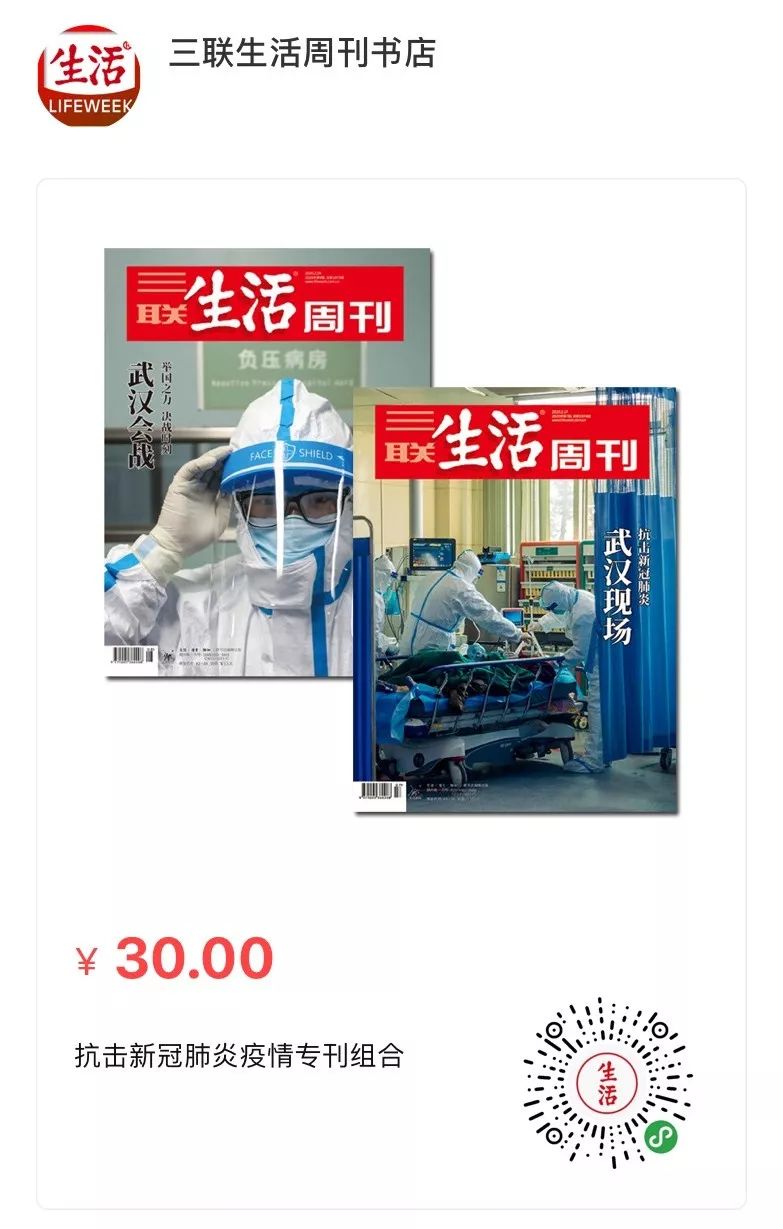 生活
LIFEWEEK
三联生活周刊书店
三联生活周刊
负压病房
举国之力 决战时刻
武汉会战
FACE SHIELD
三联生活周刊
抗击新冠肺炎
武汉现场
¥ 30.00
抗击新冠肺炎疫情专刊组合
生活